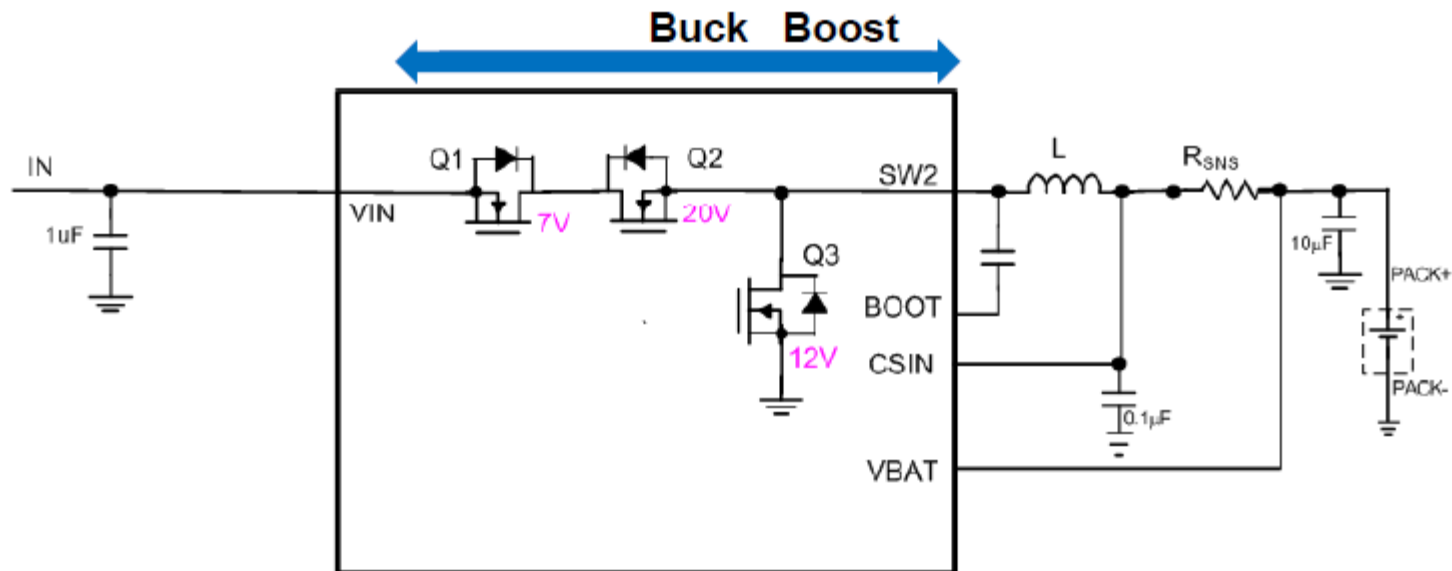 Buck Boost
IN
1uF
VIN
Q1
7V
Q2
20V
Q3
12V
SW2
BOOT
CSIN
VBAT
L
RSNS
0.1µF
10µF
PACK+
+
PACK-